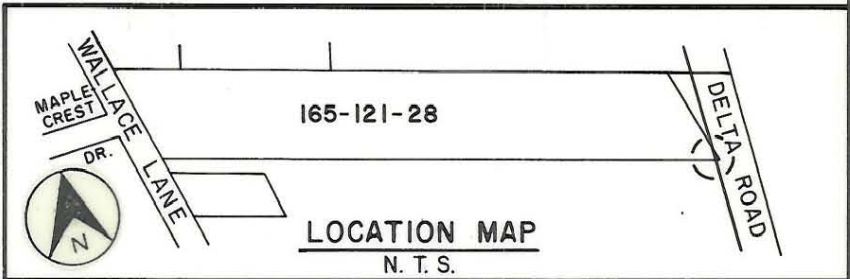 WALLACE LANE
MAPLE-
CREST
DR.
165-121-28
DELTA ROAD
N
LOCATION MAP
N. T. S.